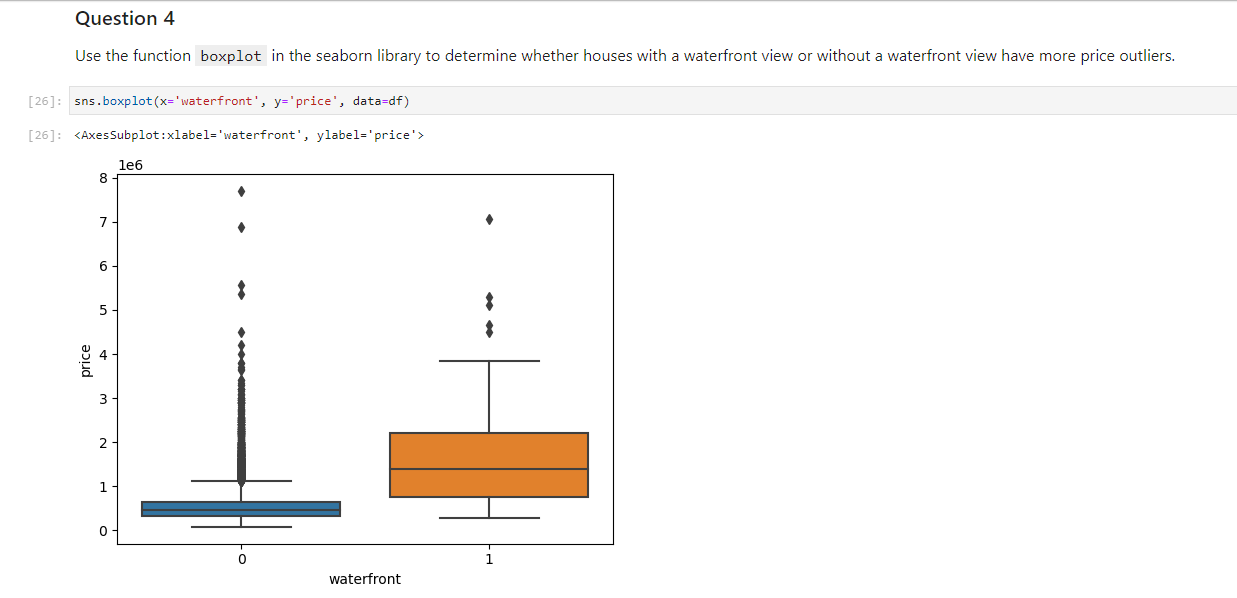 Question 4
Use the function boxplot in the seaborn library to determine whether houses with a waterfront view or without a waterfront view have more price outliers.
[26]: sns.boxplot(x='waterfront', y='price', data=df)
[26]: <AxesSubplot:xlabel='waterfront', ylabel='price'>
1e6
8
7
6
5
4
3
2
1
0
price
0 1
waterfront